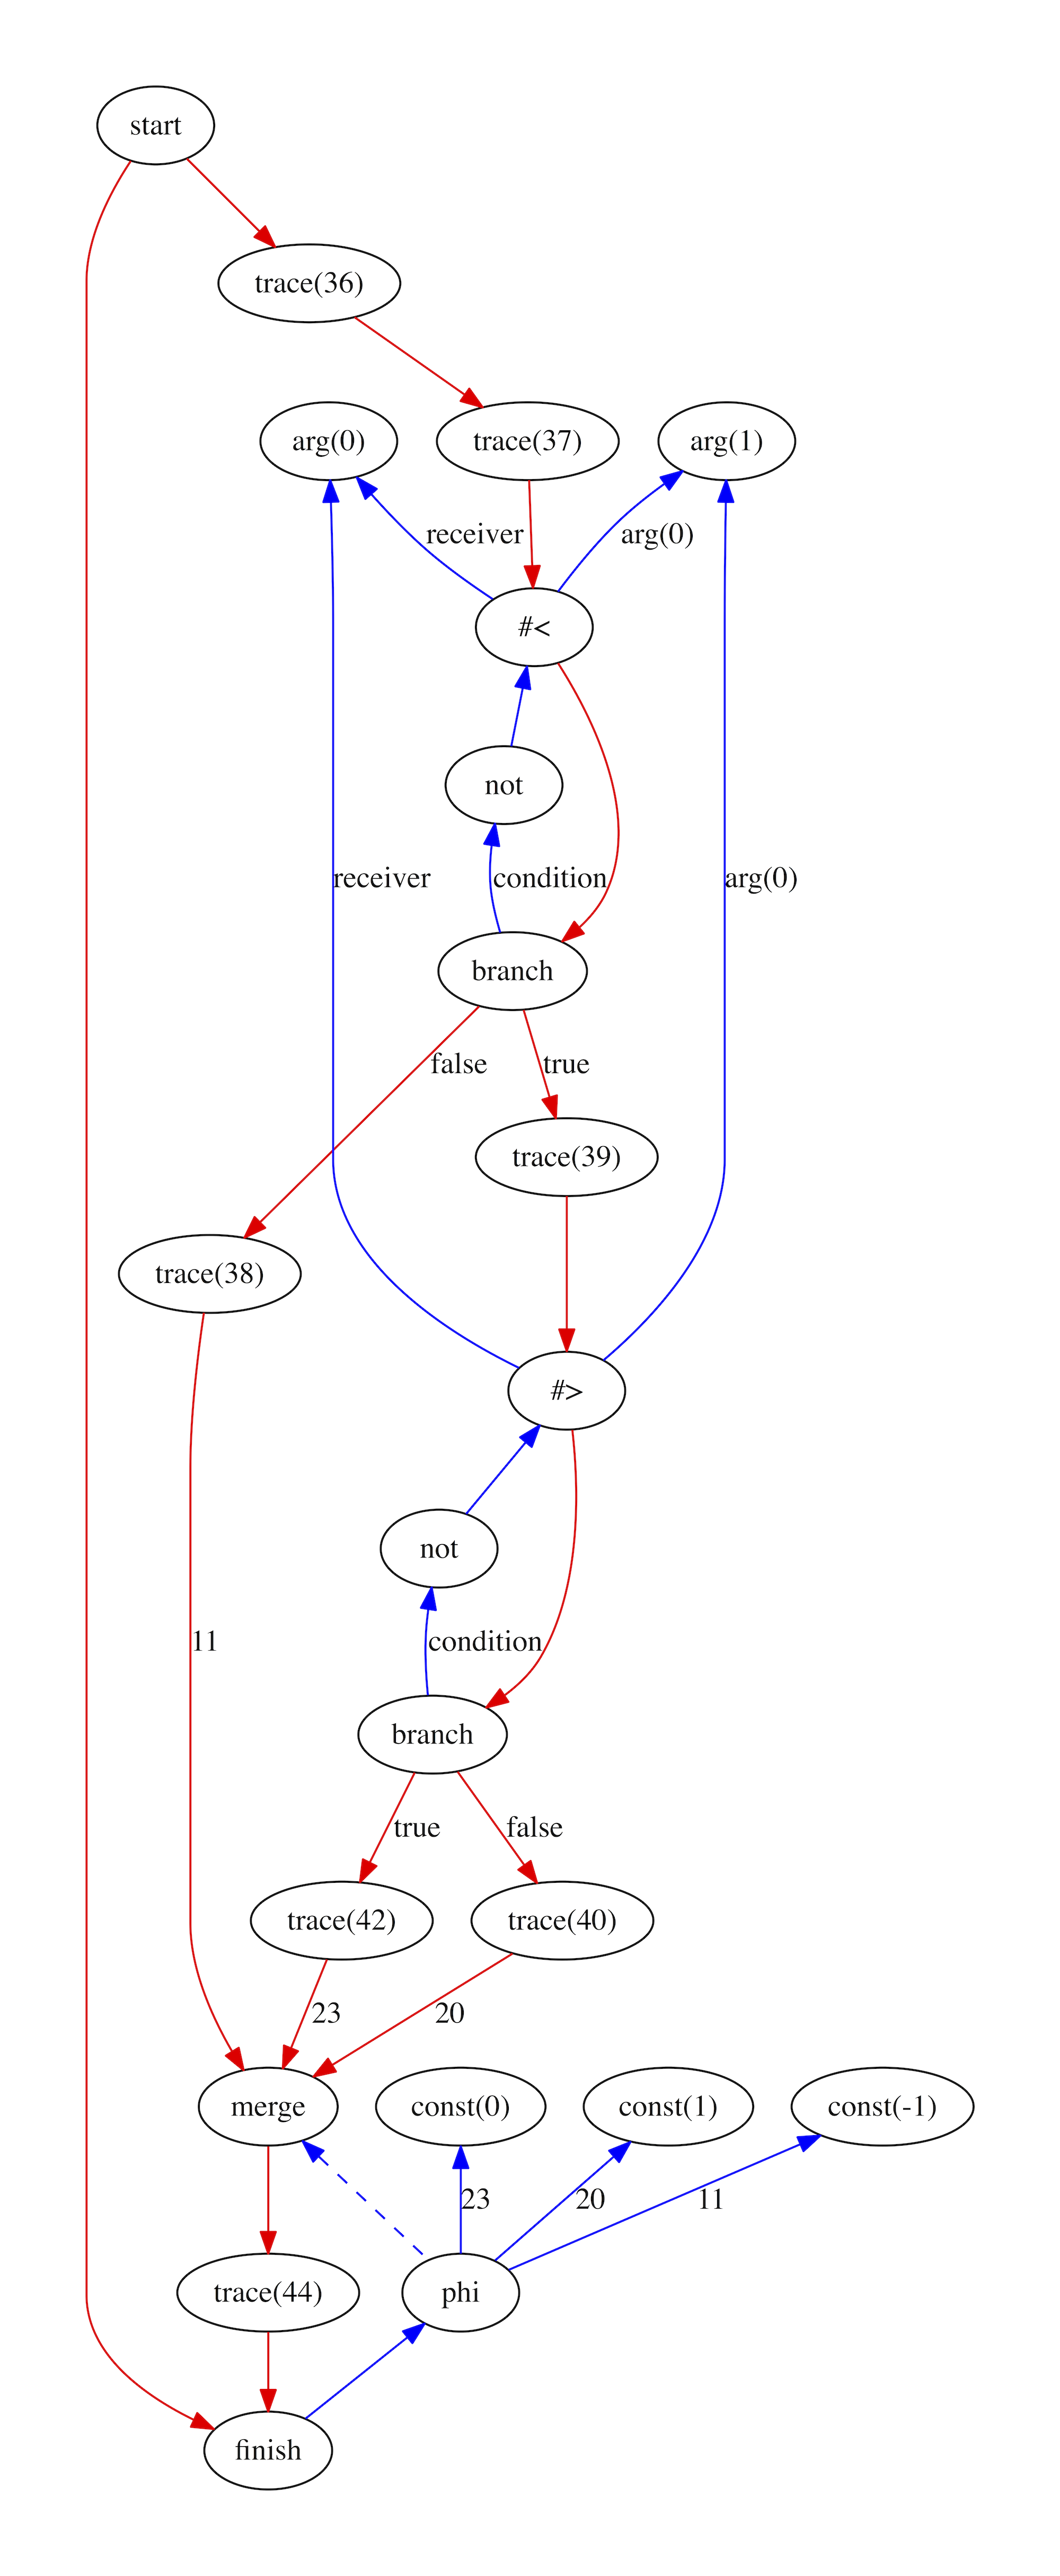 start
trace(36)
arg(0)
trace(37)
arg(1)
receiver
arg(0)
#<
not
receiver
condition
arg(0)
branch
false
true
trace(39)
trace(38)
#>
not
11
condition
branch
true
false
trace(42)
trace(40)
23
20
merge
const(0)
const(1)
const(-1)
23
20
11
trace(44)
phi
finish